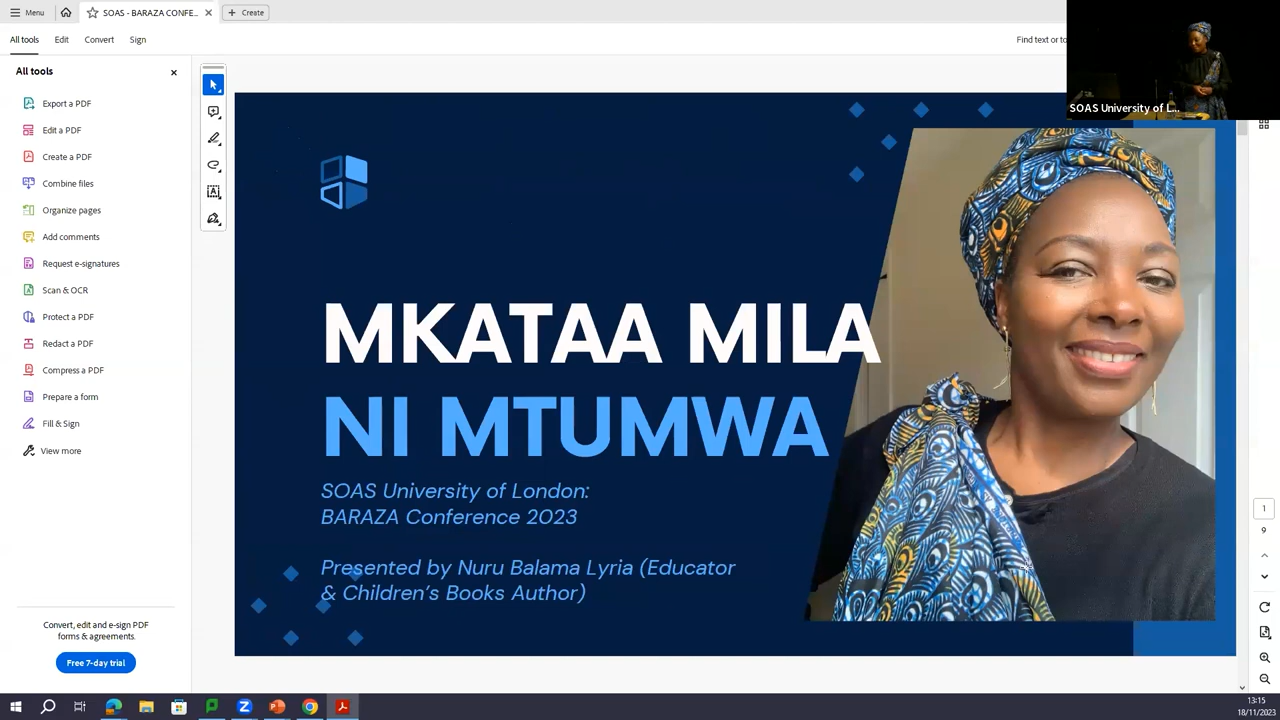 Menu
SOAS - BARAZA CONFE...
Create
All tools
Edit
Convert
Sign
Find text or to
SOAS University of L...
All tools
Export a PDF
Edit a PDF
Create a PDF
Combine files
Organize pages
Add comments
Request e-signatures
Scan & OCR
Protect a PDF
Redact a PDF
Compress a PDF
Prepare a form
Fill & Sign
View more
Convert, edit and e-sign PDF
forms & agreements.
Free 7-day trial
MKATAA MILA
NI MTUMWA
SOAS University of London:
BARAZA Conference 2023
Presented by Nuru Balama Lyria (Educator
& Children's Books Author)
1
9
13:15
18/11/2023